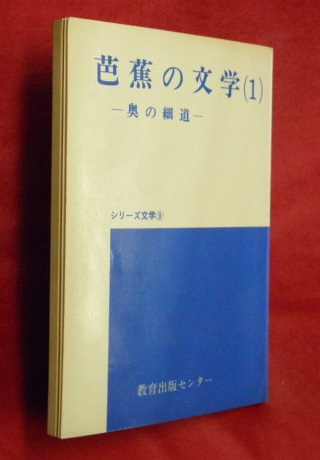 芭蕉の文学(1)
—奥の細道—
シリーズ文学⑨
教育出版センター